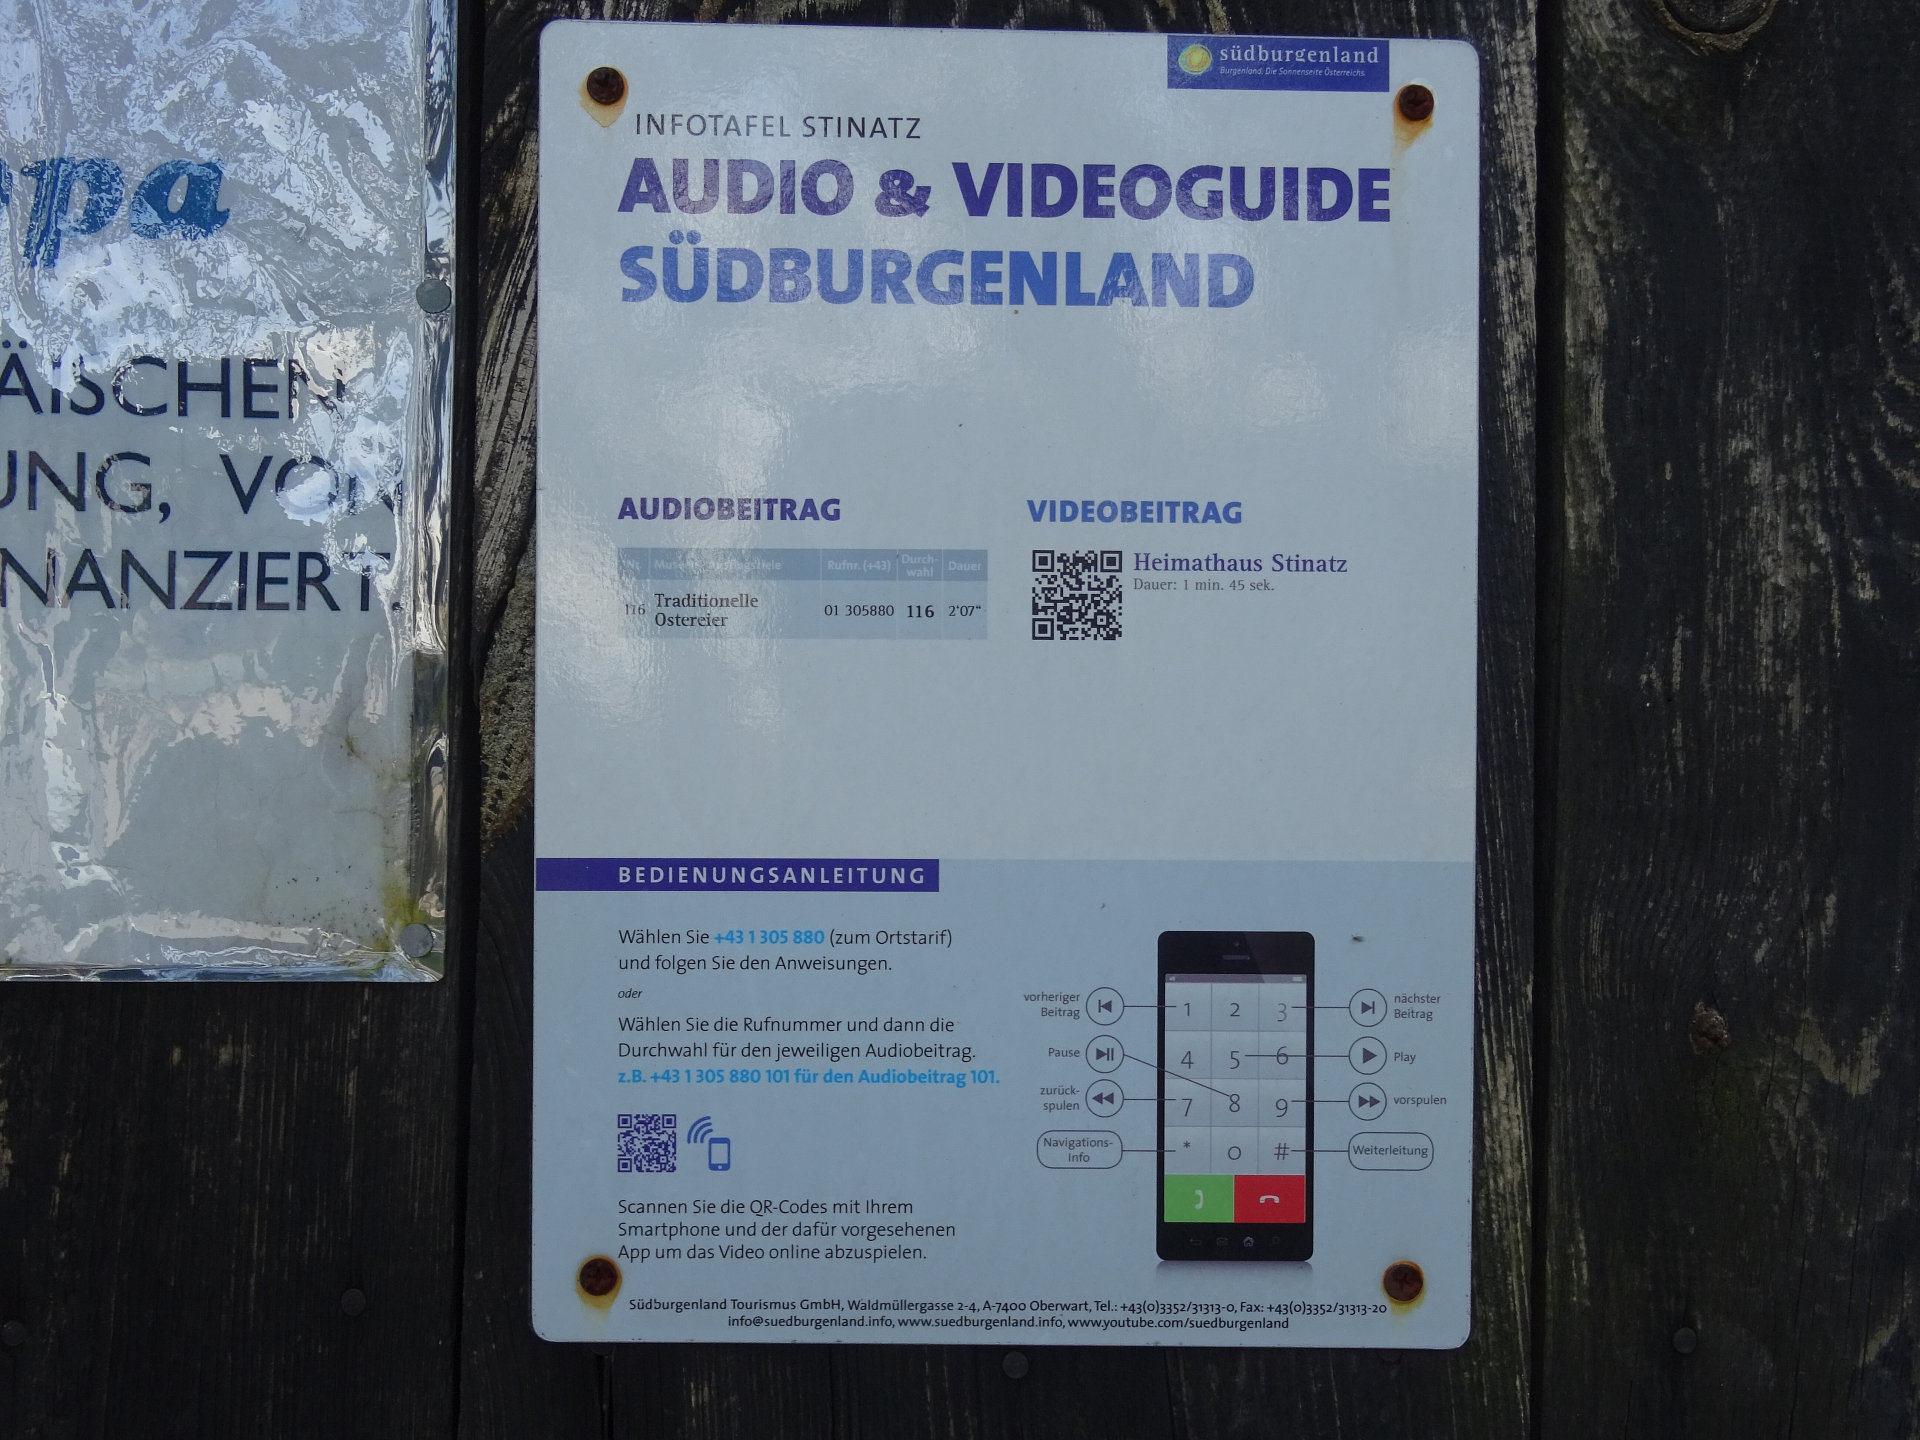 ÄISCHEN
VON
NANZIERT.
südburgenland
Burgenland. Die Sonnenseite Österreichs.
INFOTAFEL STINATZ
AUDIO & VIDEOGUIDE
SÜDBURGENLAND
AUDIOBEITRAG
Nr. Rufnr. (+43) Durch-
wahl Dauer
116 Traditionelle
Ostereier 01 305880 116 2'07"
VIDEOBEITRAG
Heimathaus Stinatz
Dauer: 1 min. 45 sek.
BEDIENUNGSANLEITUNG
Wählen Sie +43 1 305 880 (zum Ortstarif)
und folgen Sie den Anweisungen.
oder
Wählen Sie die Rufnummer und dann die
Durchwahl für den jeweiligen Audiobeitrag.
z.B. +43 1 305 880 101 für den Audiobeitrag 101.
Scannen Sie die QR-Codes mit Ihrem
Smartphone und der dafür vorgesehenen
App um das Video online abzuspielen.
vorheriger
Beitrag
Pause
zurück-
spulen
Navigations-
Info
1 2 3
4 5 6
7 8 9
* 0 #
nächster
Beitrag
Play
vorspulen
Weiterleitung
Südburgenland Tourismus GmbH, Waldmüllergasse 2-4, A-7400 Oberwart, Tel.: +43(0)3352/31313-0, Fax: +43(0)3352/31313-20
info@suedburgenland.info, www.suedburgenland.info, www.youtube.com/suedburgenland